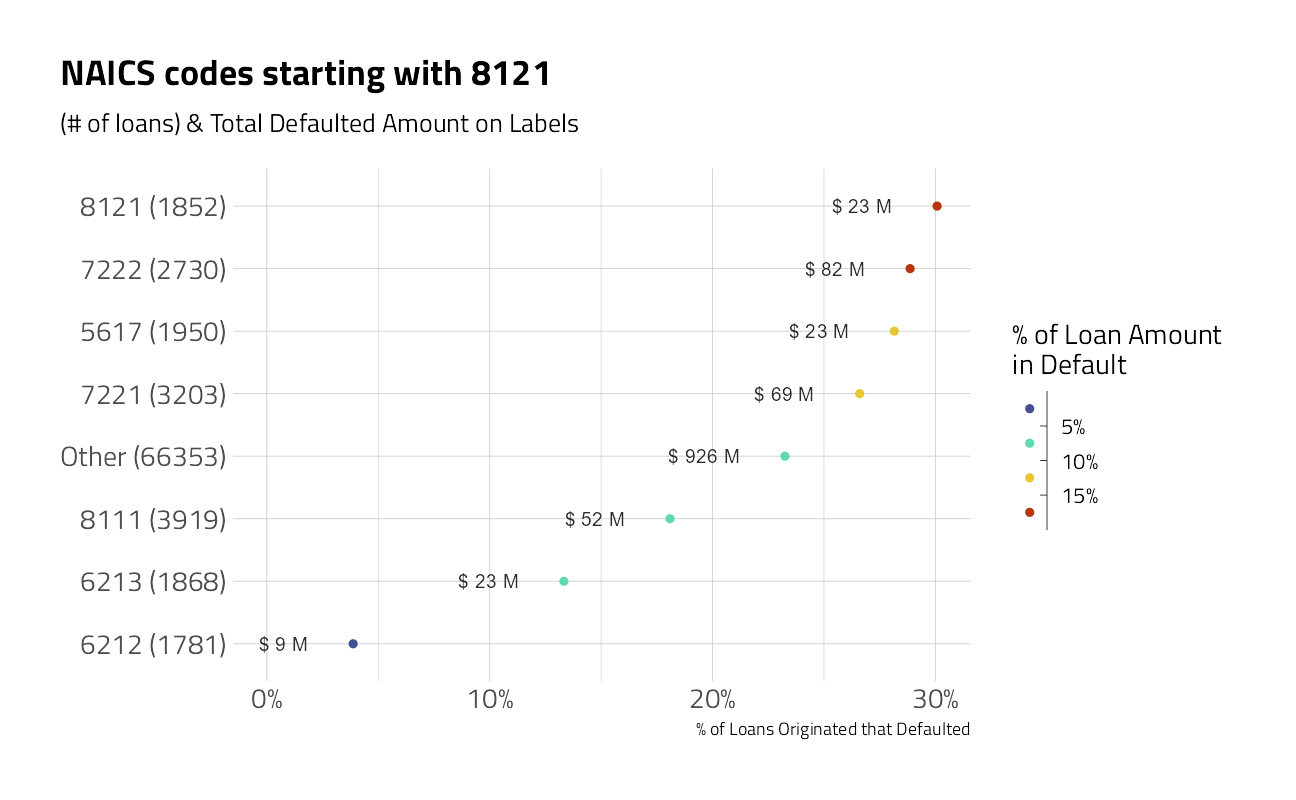 NAICS codes starting with 8121
(# of loans) & Total Defaulted Amount on Labels
8121 (1852)
$ 23 M
7222 (2730)
$ 82 M
5617 (1950)
$ 23 M
7221 (3203)
$ 69 M
Other (66353)
$ 926 M
8111 (3919)
$ 52 M
6213 (1868)
$ 23 M
6212 (1781)
$ 9 M
0%
10%
20%
30%
% of Loans Originated that Defaulted
% of Loan Amount
in Default
5%
10%
15%